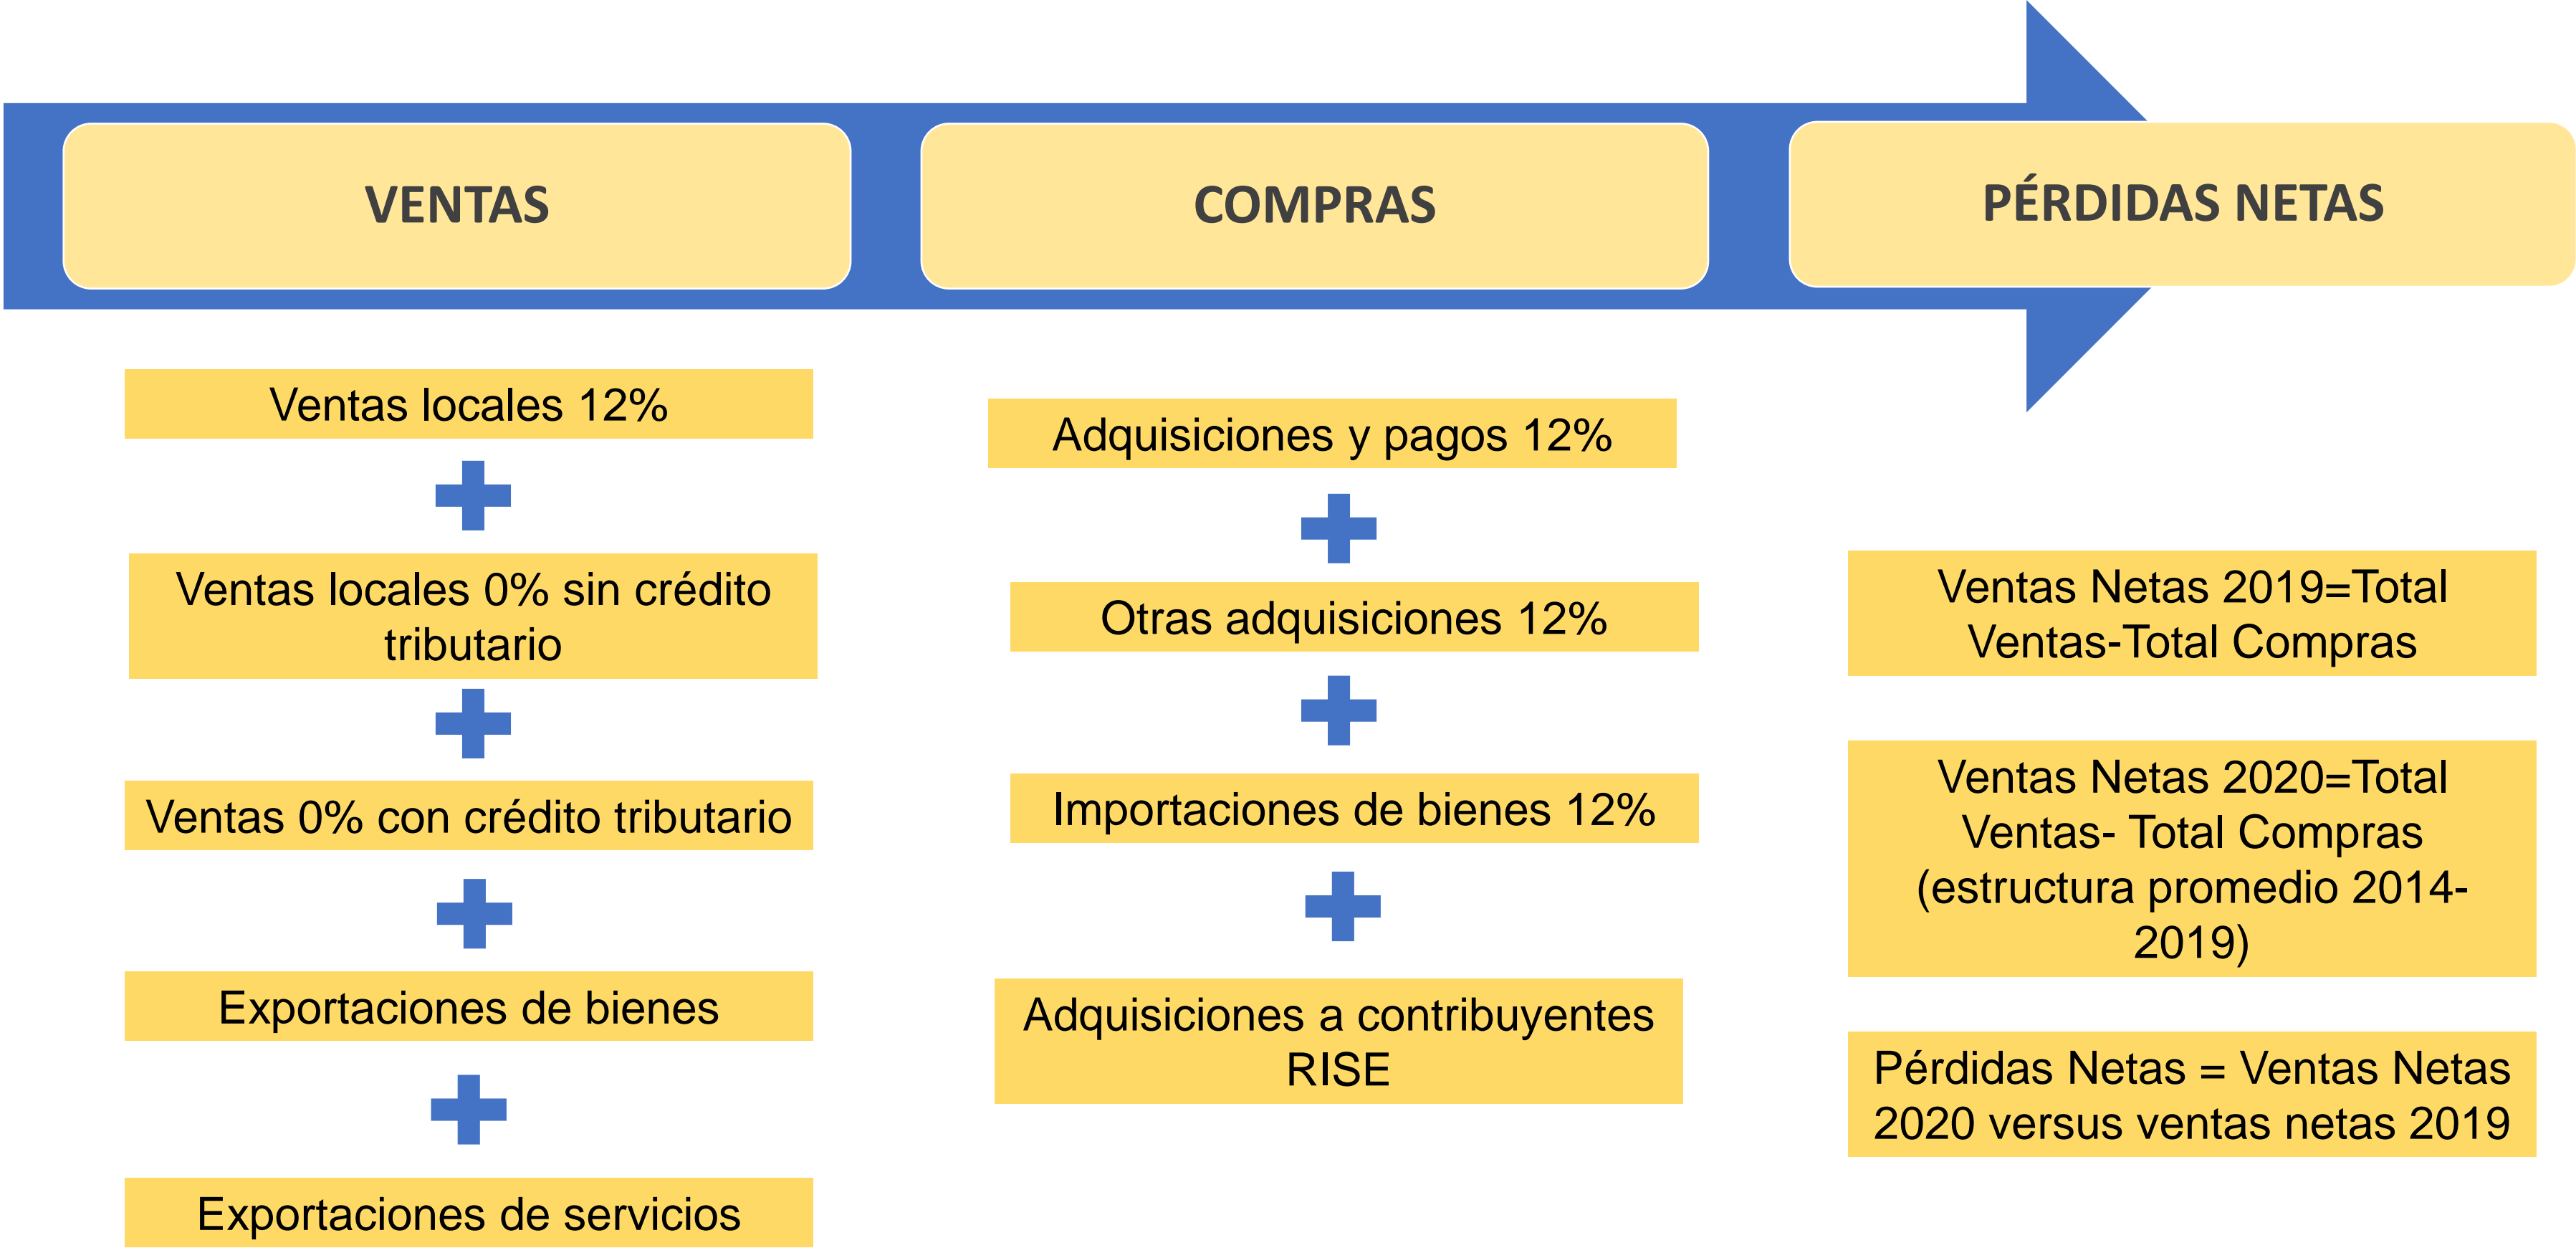 VENTAS
COMPRAS
PÉRDIDAS NETAS
Ventas locales 12%
Ventas locales 0% sin crédito
tributario
Ventas 0% con crédito tributario
Exportaciones de bienes
Exportaciones de servicios
Adquisiciones y pagos 12%
Otras adquisiciones 12%
Importaciones de bienes 12%
Adquisiciones a contribuyentes
RISE
Ventas Netas 2019=Total
Ventas-Total Compras
Ventas Netas 2020=Total
Ventas- Total Compras
(estructura promedio 2014-
2019)
Pérdidas Netas = Ventas Netas
2020 versus ventas netas 2019